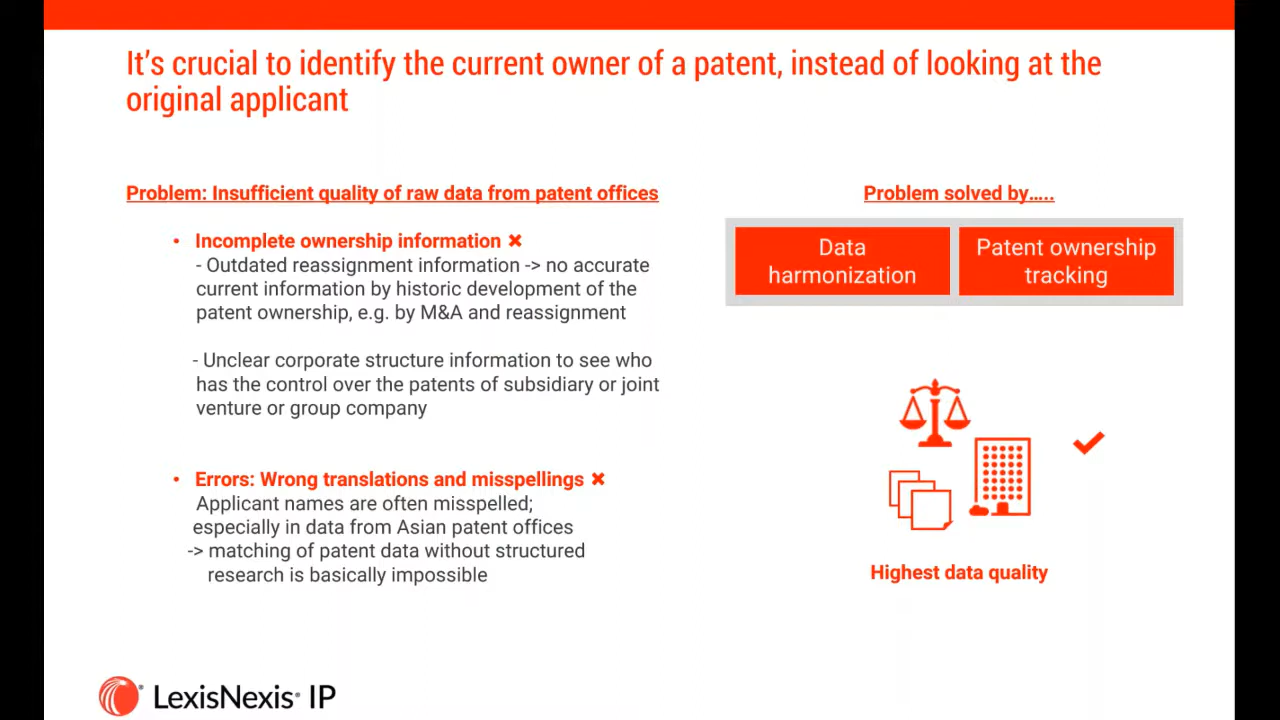 It's crucial to identify the current owner of a patent, instead of looking at the
original applicant
Problem: Insufficient quality of raw data from patent offices
• Incomplete ownership information ✖
- Outdated reassignment information -> no accurate
current information by historic development of the
patent ownership, e.g. by M&A and reassignment
- Unclear corporate structure information to see who
has the control over the patents of subsidiary or joint
venture or group company
• Errors: Wrong translations and misspellings ✖
Applicant names are often misspelled;
especially in data from Asian patent offices
-> matching of patent data without structured
research is basically impossible
Problem solved by…..
Data
harmonization
Patent ownership
tracking
Highest data quality
LexisNexis® IP